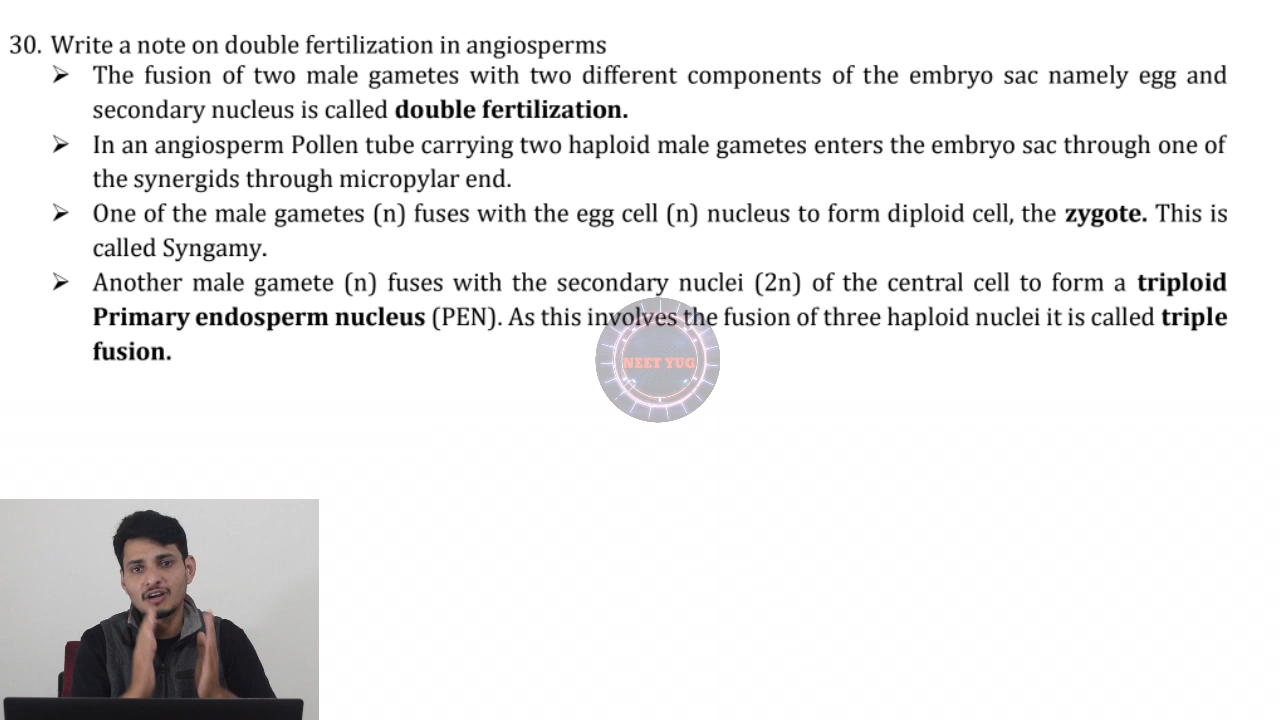 30. Write a note on double fertilization in angiosperms
➢ The fusion of two male gametes with two different components of the embryo sac namely egg and
secondary nucleus is called double fertilization.
➢ In an angiosperm Pollen tube carrying two haploid male gametes enters the embryo sac through one of
the synergids through micropylar end.
➢ One of the male gametes (n) fuses with the egg cell (n) nucleus to form diploid cell, the zygote. This is
called Syngamy.
➢ Another male gamete (n) fuses with the secondary nuclei (2n) of the central cell to form a triploid
Primary endosperm nucleus (PEN). As this involves the fusion of three haploid nuclei it is called triple
fusion.
NEET YUG